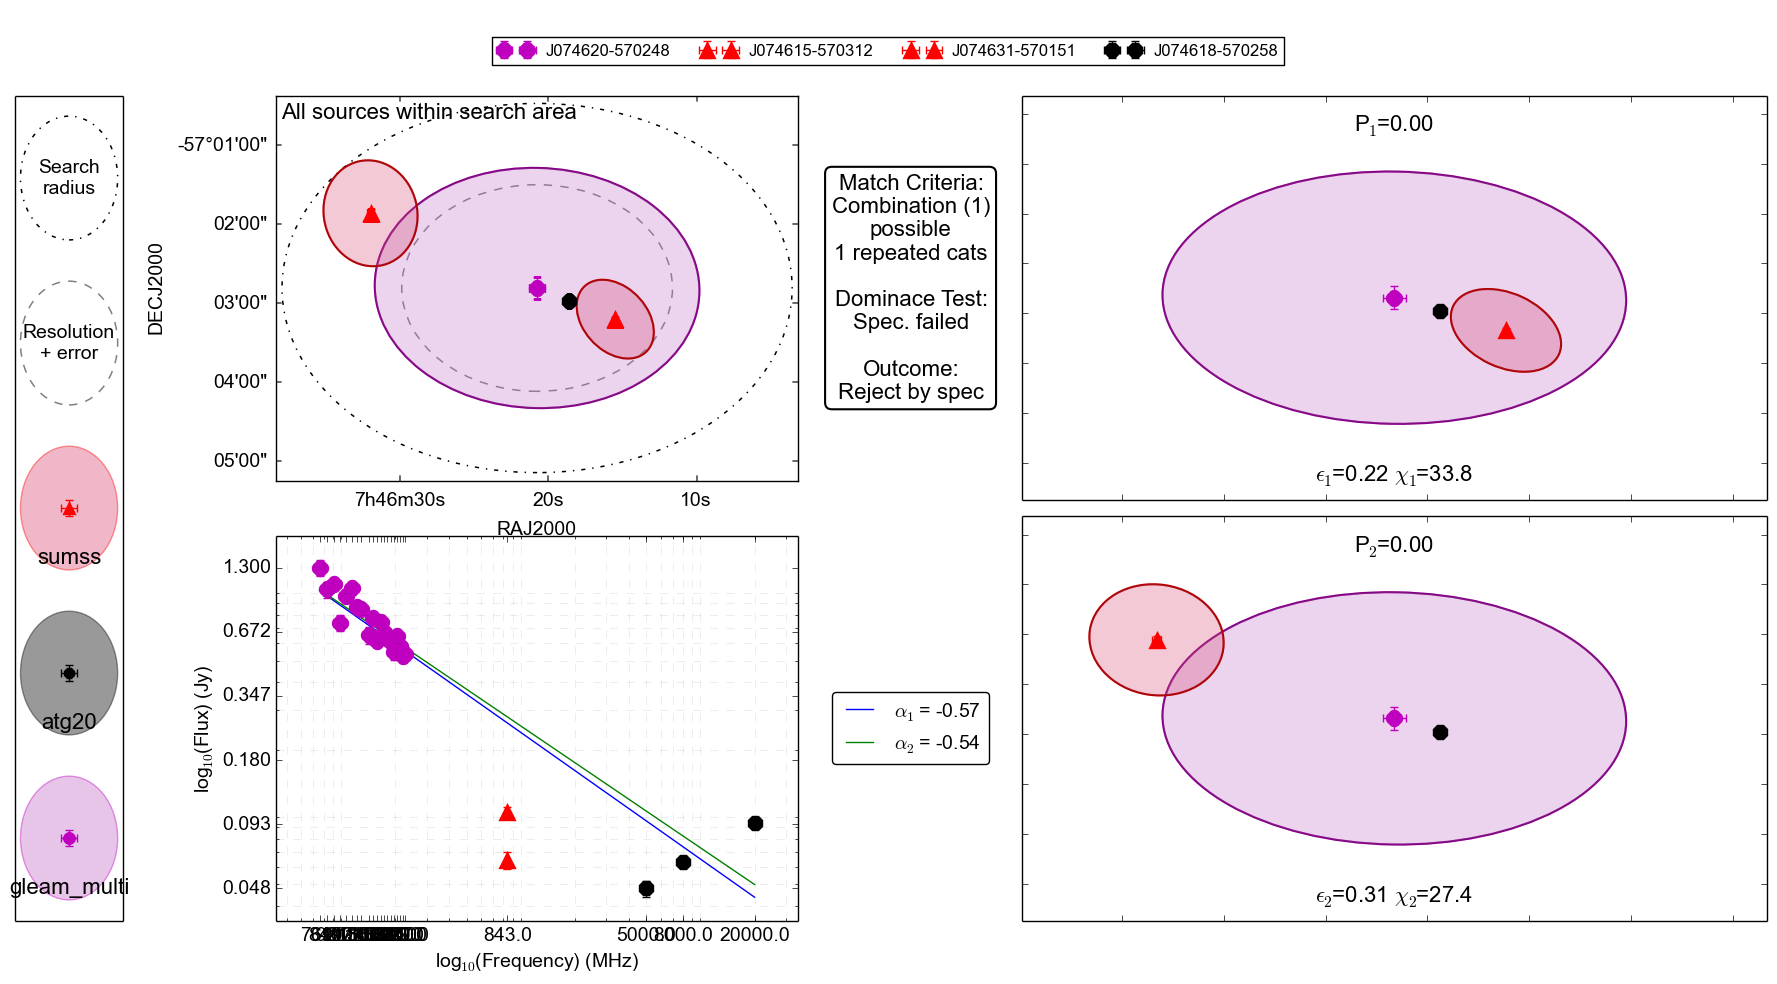 J074620-570248 J074615-570312 J074631-570151 J074618-570258
Search
radius
Resolution
+ error
sumss
atg20
gleam_multi
All sources within search area
DECJ2000
-57°01'00"
02'00"
03'00"
04'00"
05'00"
7h46m30s 20s 10s
RAJ2000
Match Criteria:
Combination (1)
possible
1 repeated cats
Dominace Test:
Spec. failed
Outcome:
Reject by spec
P1=0.00
ϵ1=0.22 χ1=33.8
log10(Flux) (Jy)
1.300
0.672
0.347
0.180
0.093
0.048
843.0 5000.0 8000.0 20000.0
log10(Frequency) (MHz)
α1 = -0.57
α2 = -0.54
P2=0.00
ϵ2=0.31 χ2=27.4